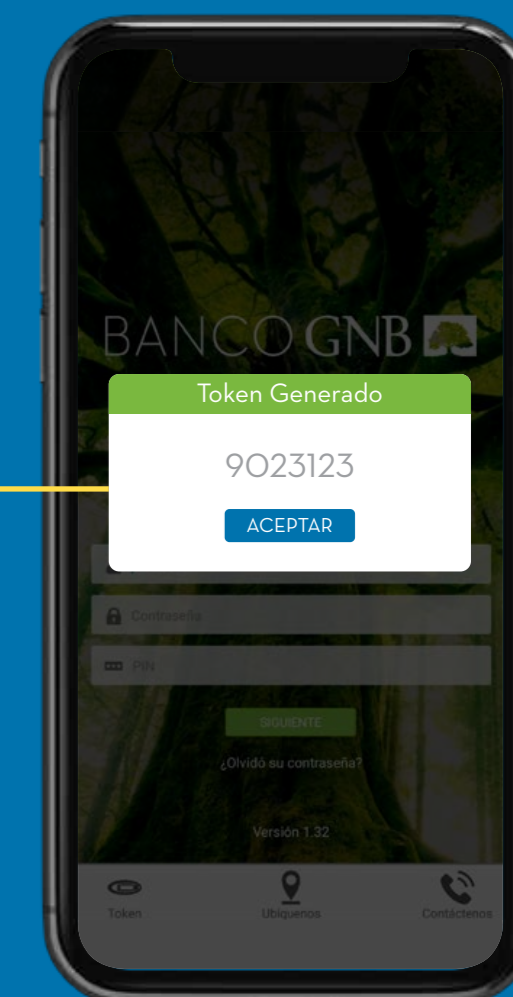 BANCO GNB
Token Generado
9023123
ACEPTAR
Contraseña
PIN
SIGUIENTE
¿Olvidó su contraseña?
Versión 1.32
Token
Ubíquenos
Contáctenos